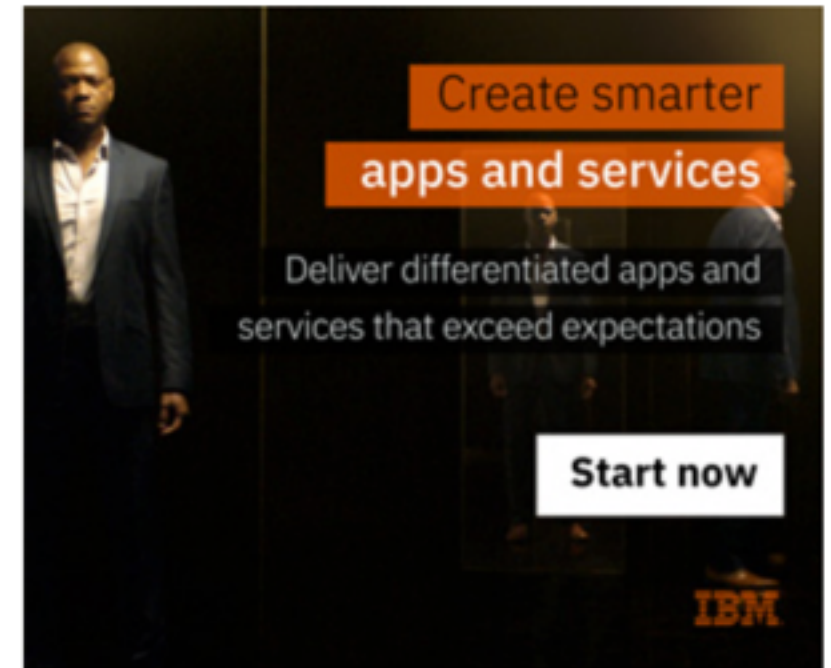 Create smarter
apps and services
Deliver differentiated apps and
services that exceed expectations
Start now
IBM